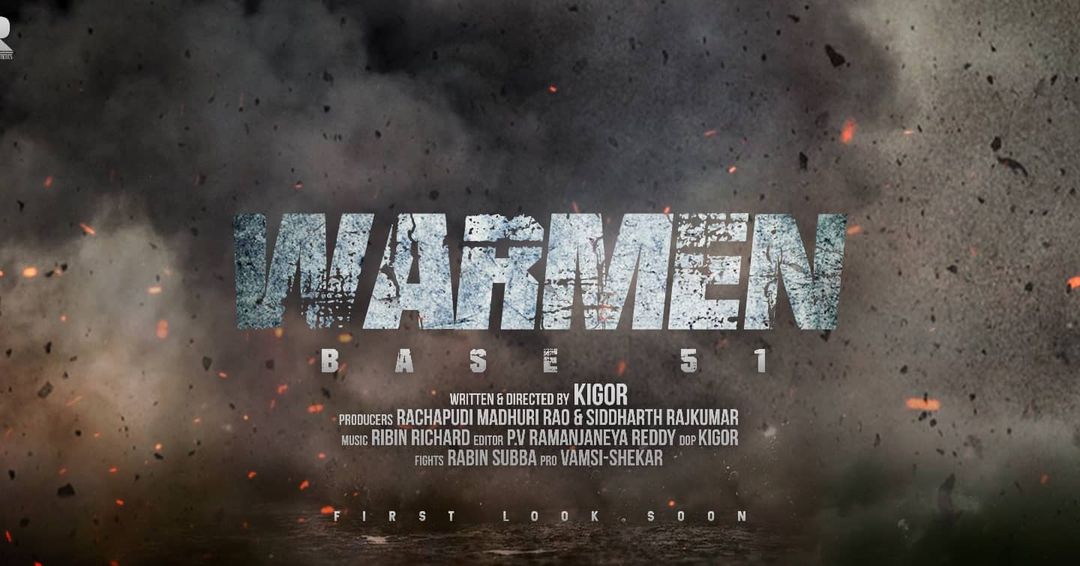 WARMEN
BASE 51
WRITTEN & DIRECTED BY KIGOR
PRODUCERS RACHAPUDI MADHURI RAO & SIDDHARTH RAJKUMAR
MUSIC RIBIN RICHARD EDITOR P.V RAMANJANEYA REDDY DOP KIGOR
FIGHTS RABIN SUBBA PRO VAMSI-SHEKAR
FIRST LOOK SOON